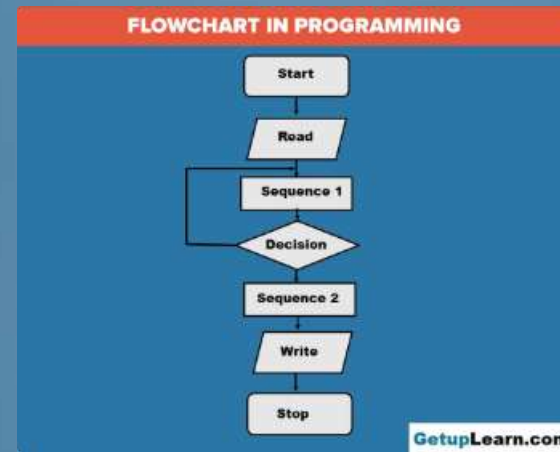 FLOWCHART IN PROGRAMMING
Start
Read
Sequence 1
Decision
Sequence 2
Write
Stop
GetupLearn.com